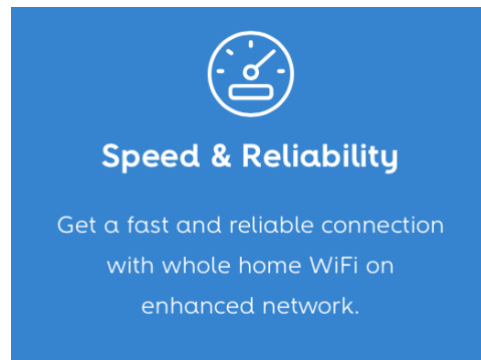 Speed & Reliability
Get a fast and reliable connection
with whole home WiFi on
enhanced network.